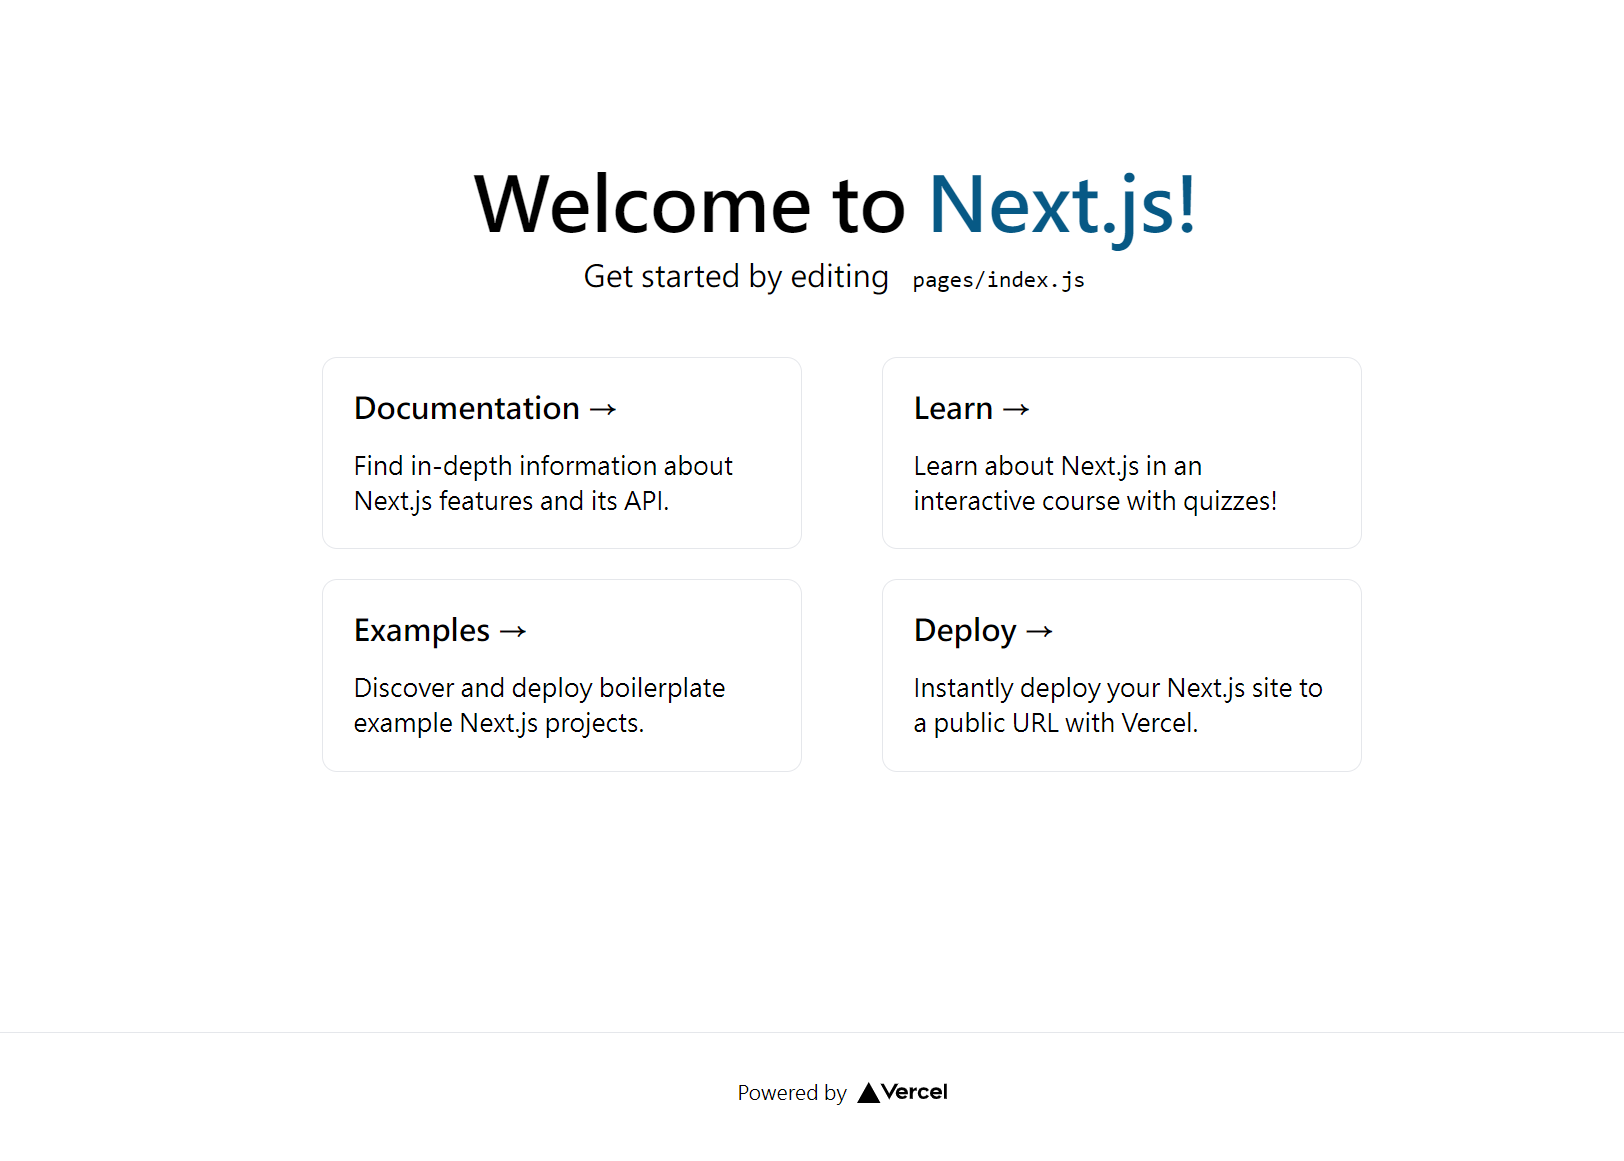 Welcome to Next.js!
Get started by editing pages/index.js
Documentation →
Find in-depth information about
Next.js features and its API.
Learn →
Learn about Next.js in an
interactive course with quizzes!
Examples →
Discover and deploy boilerplate
example Next.js projects.
Deploy →
Instantly deploy your Next.js site to
a public URL with Vercel.
Powered by Vercel